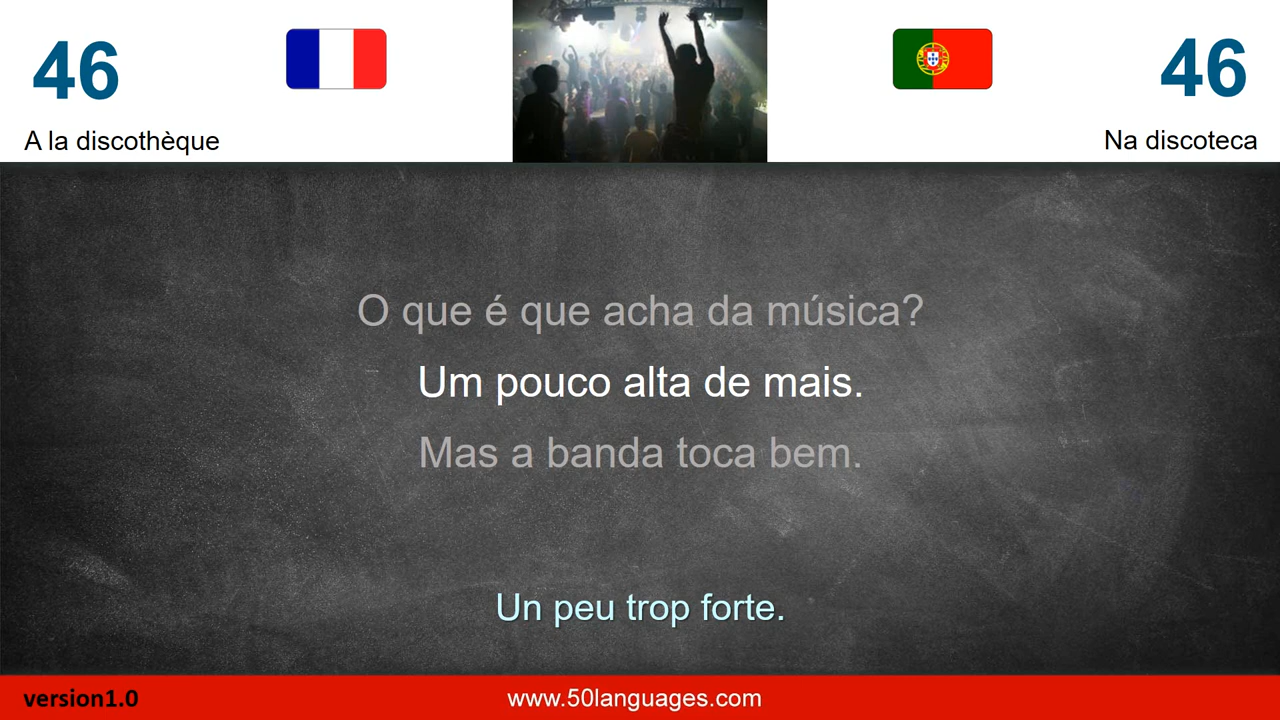 46
46
A la discothèque
Na discoteca
O que é que acha da música?
Um pouco alta de mais.
Mas a banda toca bem.
Un peu trop forte.
version1.0
www.50languages.com